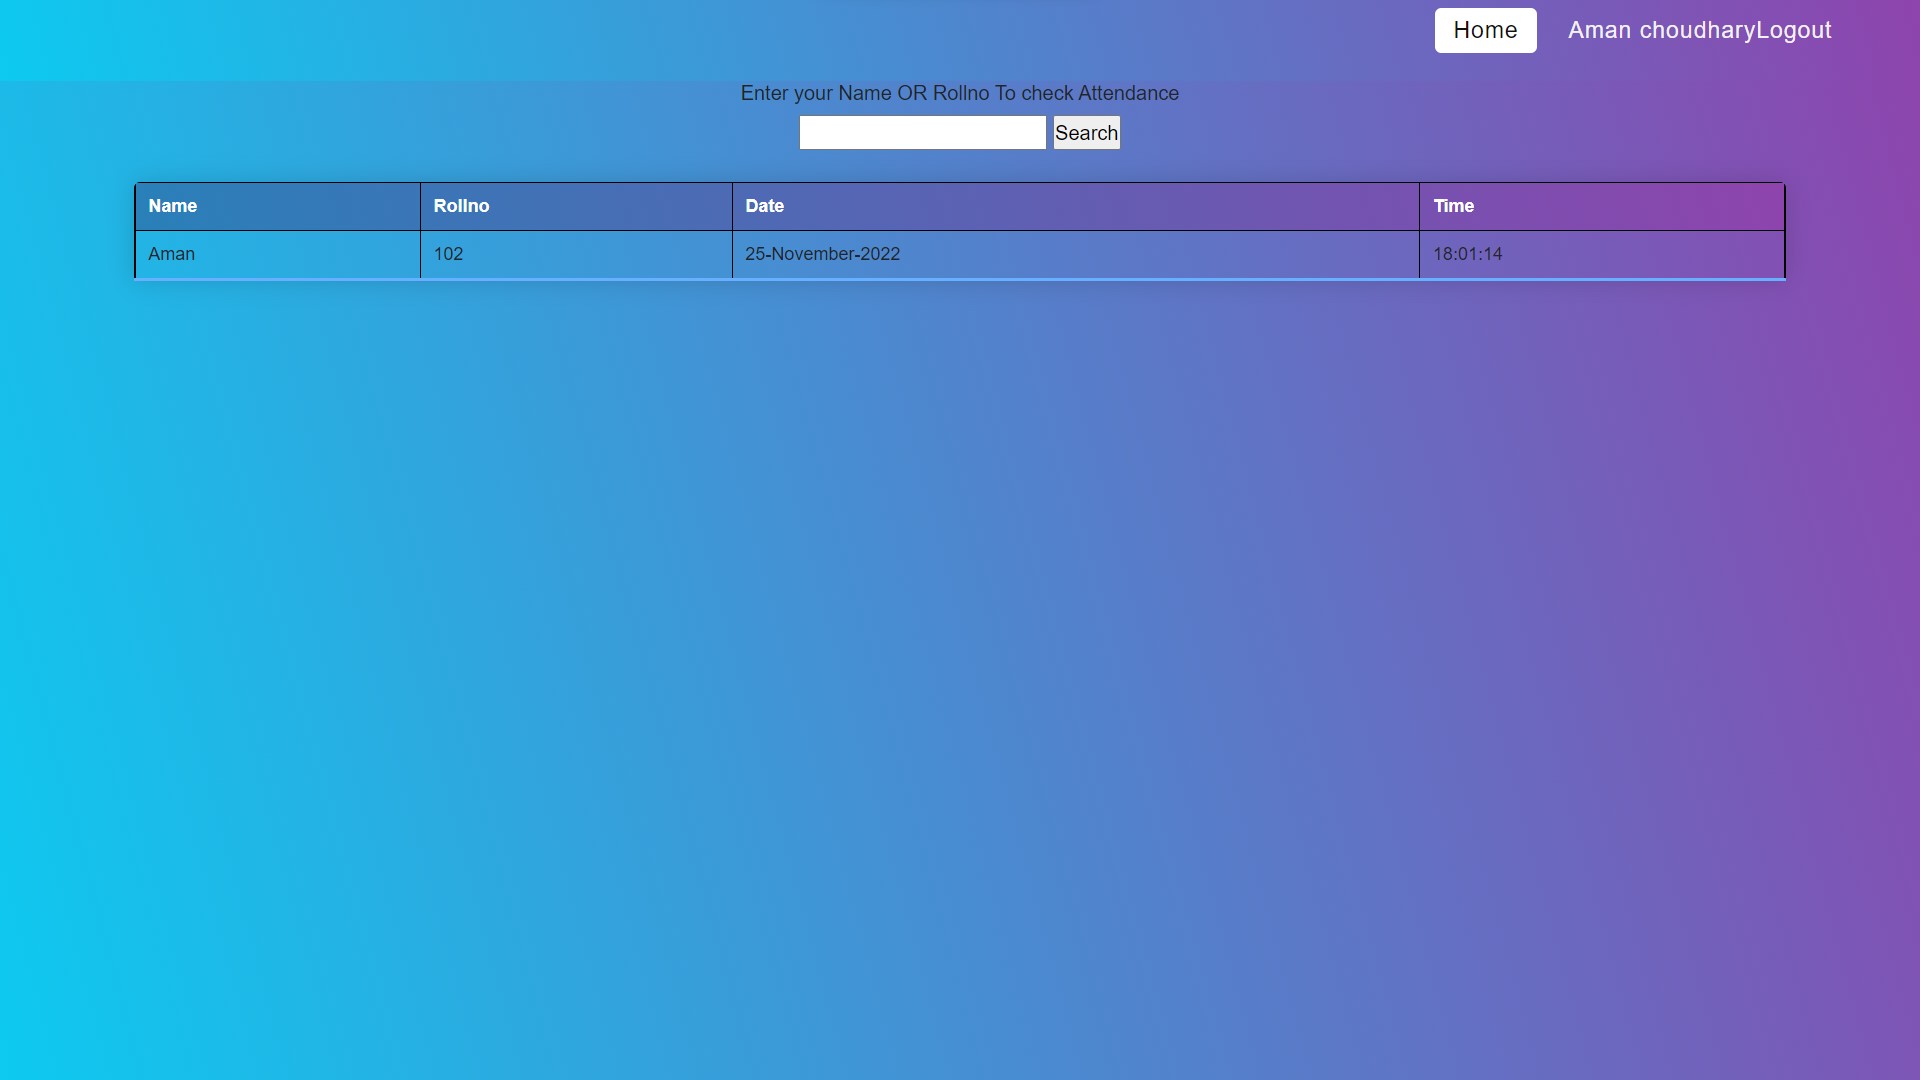 Home Aman choudharyLogout
Enter your Name OR Rollno To check Attendance
Search
Name Rollno Date Time
Aman 102 25-November-2022 18:01:14